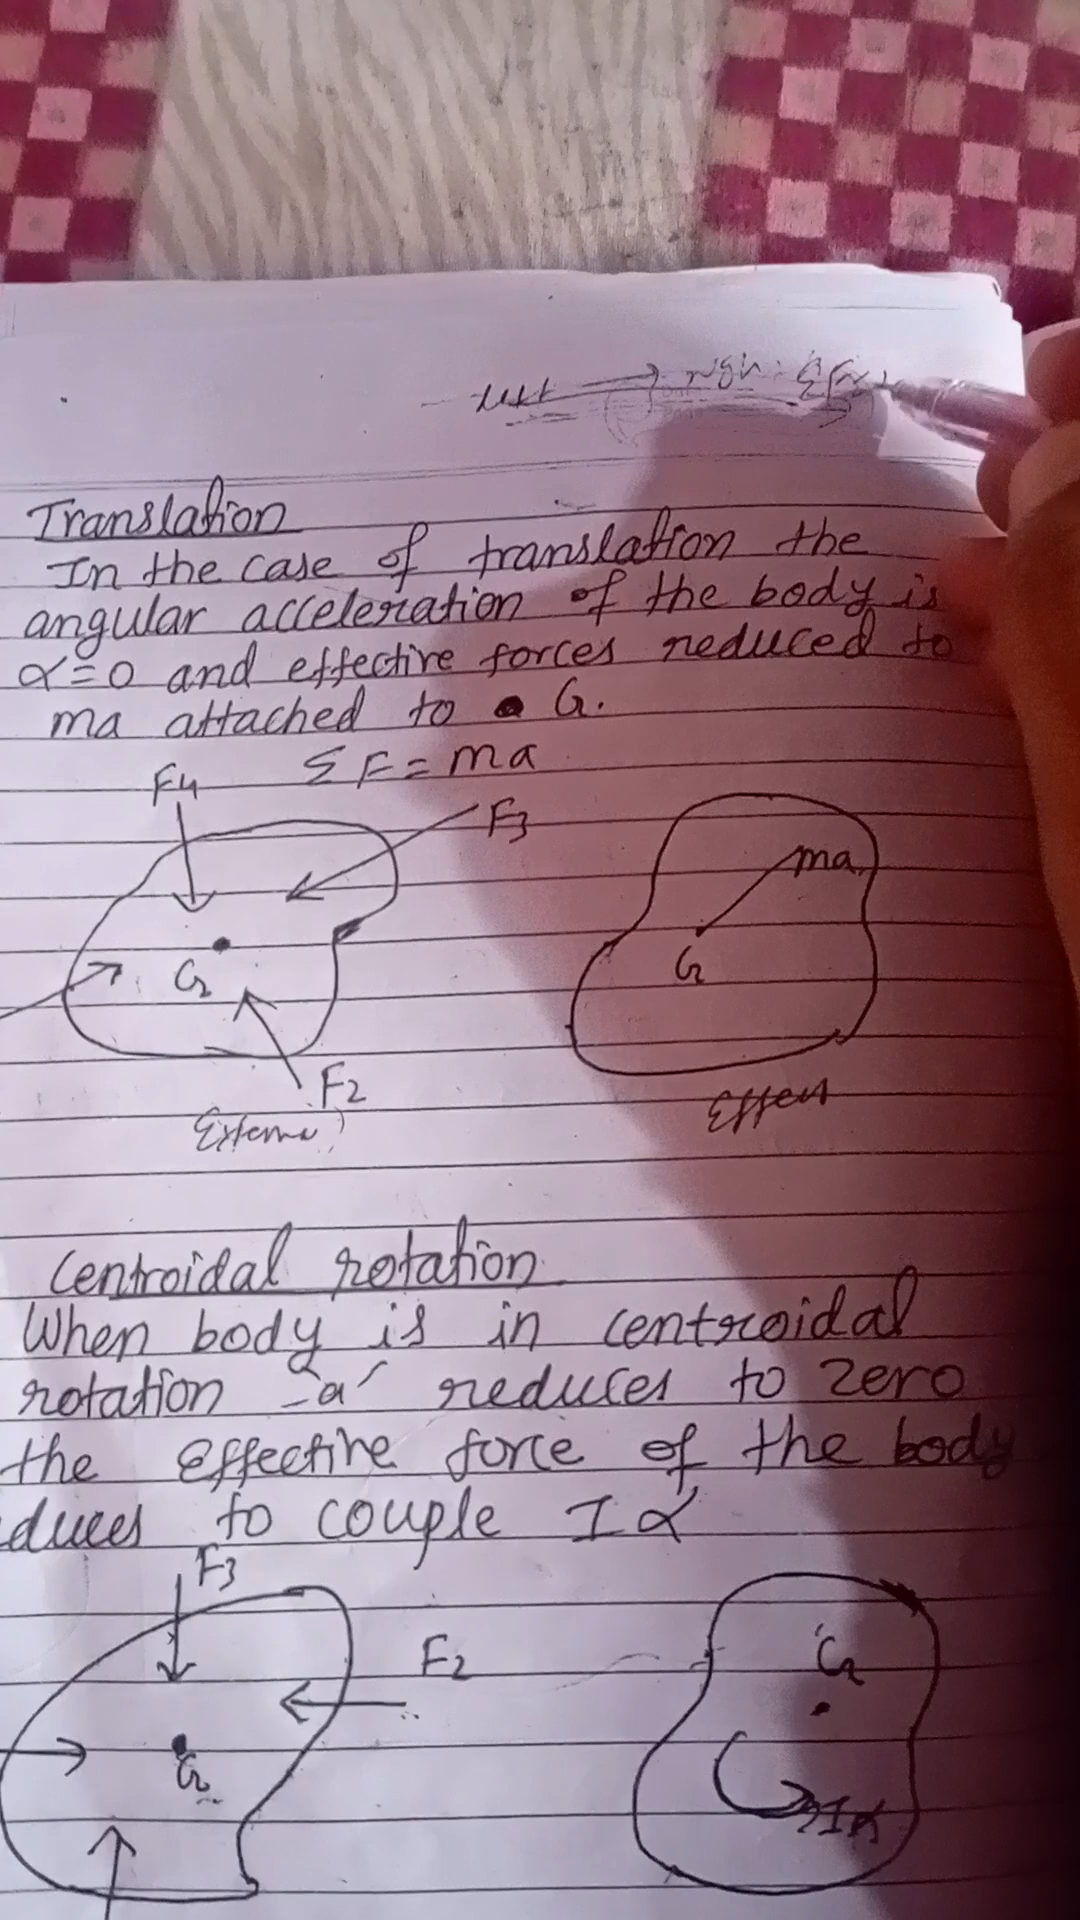 Translation
In the case of translation the
angular acceleration of the body is
α=0 and effective forces reduced to
ma attached to G.
ΣF=ma
F4
F3
ma
G
G
F2
Effect
Centroidal rotation
When body is in centroidal
rotation 'a' reduces to zero
the effective force of the body
duces to couple Iα
F3
F2
G
G
Iα